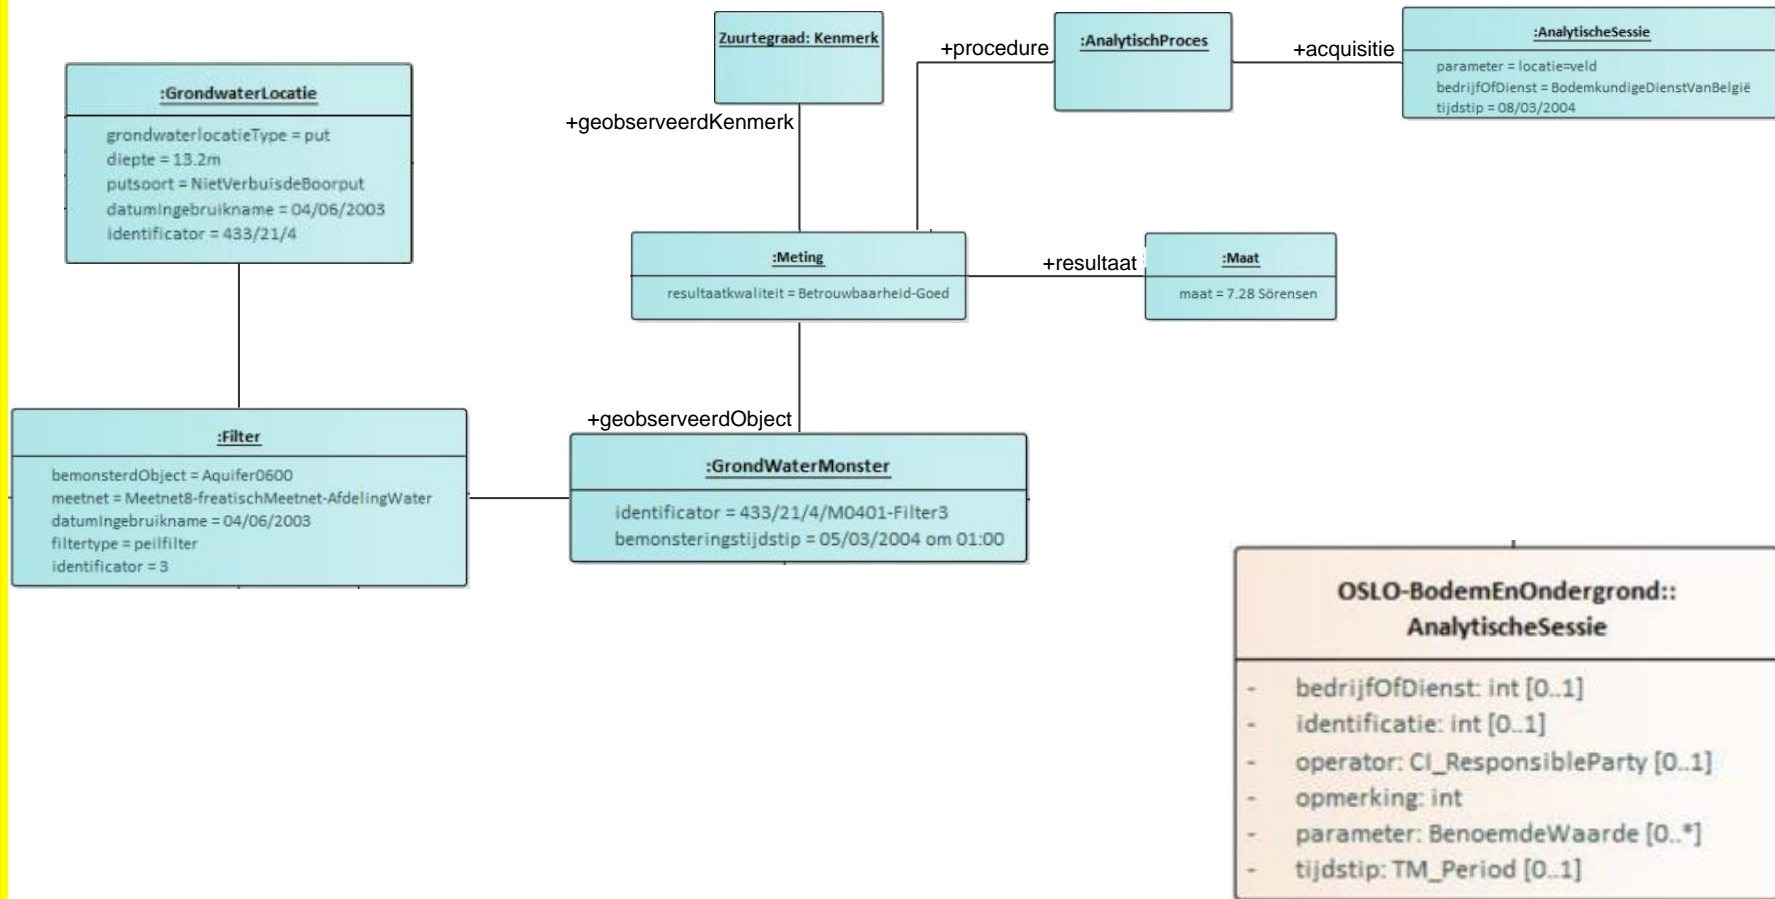 Zuurtegraad: Kenmerk
+procedure
:AnalytischProces
+acquisitie
:AnalytischeSessie
parameter = locatie=veld
bedrijfOfDienst = BodemkundigeDienstVanBelgië
tijdstip = 08/03/2004
:GrondwaterLocatie
grondwaterlocatieType = put
diepte = 13.2m
putsoort = NietVerbuisdeBoorput
datumIngebruikname = 04/06/2003
identificator = 433/21/4
+geobserveerdKenmerk
:Meting
resultaatkwaliteit = Betrouwbaarheid-Goed
+resultaat
:Maat
maat = 7.28 Sörensen
+geobserveerdObject
:Filter
bemonsterdObject = Aquifer0600
meetnet = Meetnet8-freatischMeetnet-AfdelingWater
datumIngebruikname = 04/06/2003
filtertype = peilfilter
identificator = 3
:GrondWaterMonster
identificator = 433/21/4/M0401-Filter3
bemonsteringstijdstip = 05/03/2004 om 01:00
OSLO-BodemEnOndergrond::
AnalytischeSessie
- bedrijfOfDienst: int [0..1]
- identificatie: int [0..1]
- operator: CI_ResponsibleParty [0..1]
- opmerking: int
- parameter: BenoemdeWaarde [0..*]
- tijdstip: TM_Period [0..1]